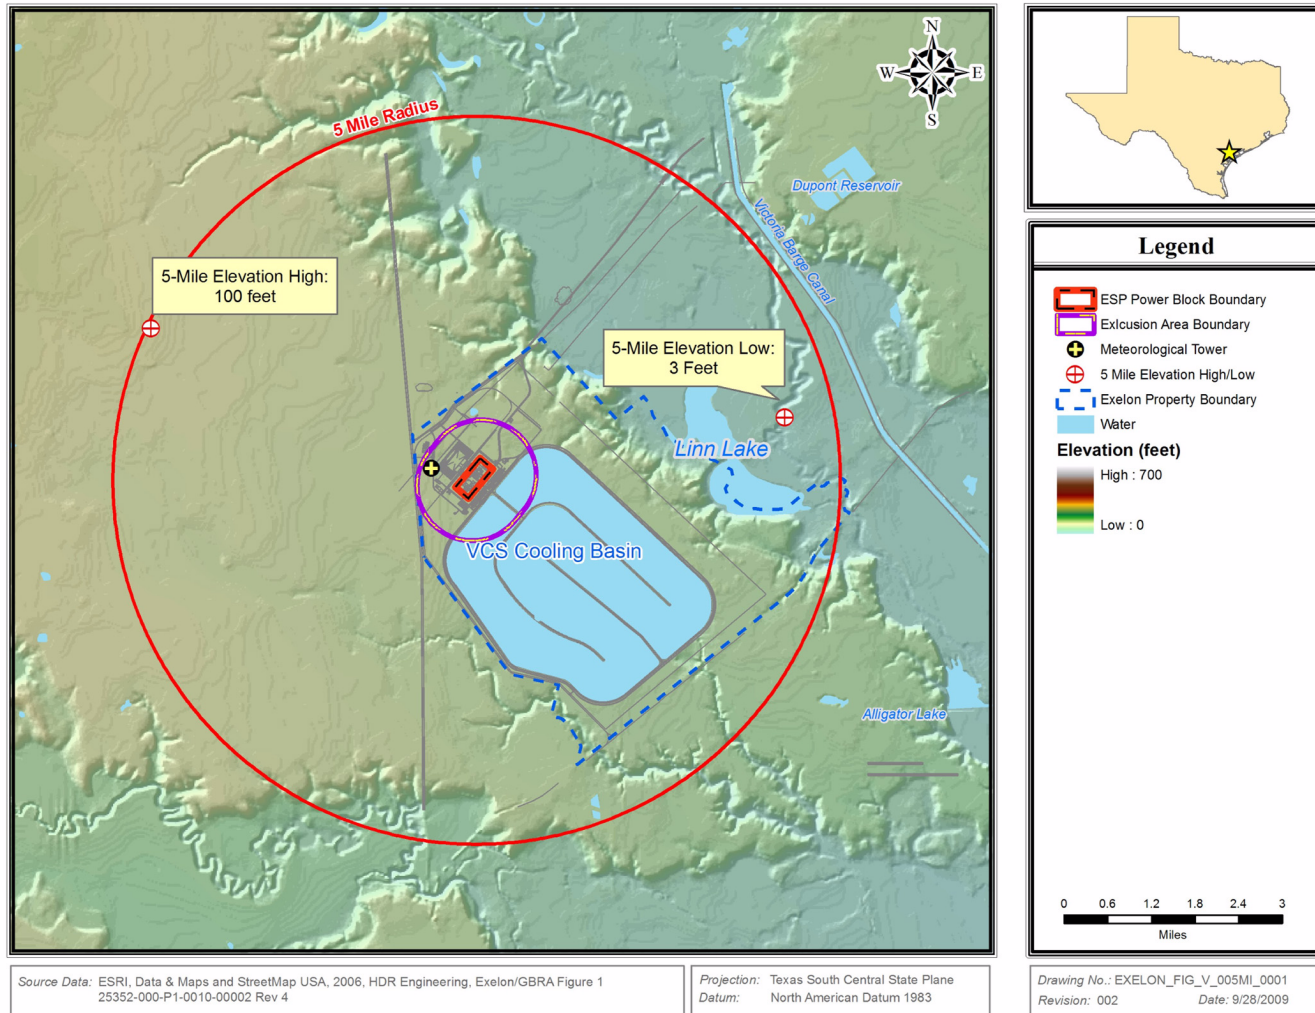 N
W E
S
5 Mile Radius
Dupont Reservoir
Victoria Barge Canal
5-Mile Elevation High:
100 feet
5-Mile Elevation Low:
3 Feet
Linn Lake
VCS Cooling Basin
Alligator Lake
Legend
ESP Power Block Boundary
Exlcusion Area Boundary
Meteorological Tower
5 Mile Elevation High/Low
Exelon Property Boundary
Water
Elevation (feet)
High : 700
Low : 0
0 0.6 1.2 1.8 2.4 3
Miles
Source Data: ESRI, Data & Maps and StreetMap USA, 2006, HDR Engineering, Exelon/GBRA Figure 1
25352-000-P1-0010-00002 Rev 4
Projection: Texas South Central State Plane
Datum: North American Datum 1983
Drawing No.: EXELON_FIG_V_005MI_0001
Revision: 002 Date: 9/28/2009